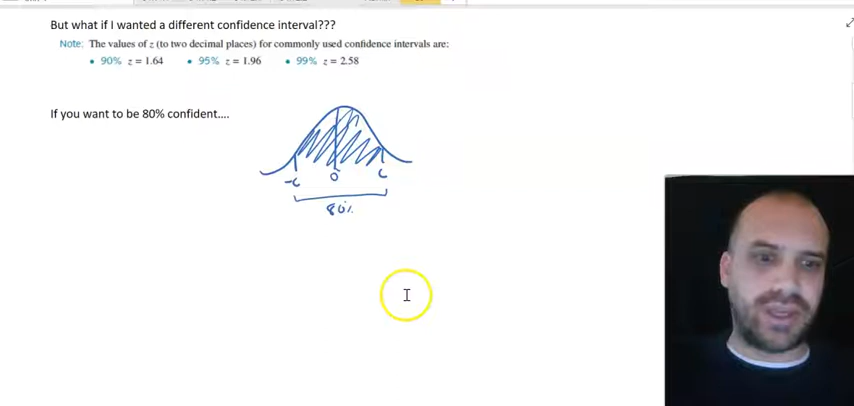 But what if I wanted a different confidence interval???
Note: The values of z (to two decimal places) for commonly used confidence intervals are:
• 90% z = 1.64 • 95% z = 1.96 • 99% z = 2.58
If you want to be 80% confident....
-c 0 c
80%